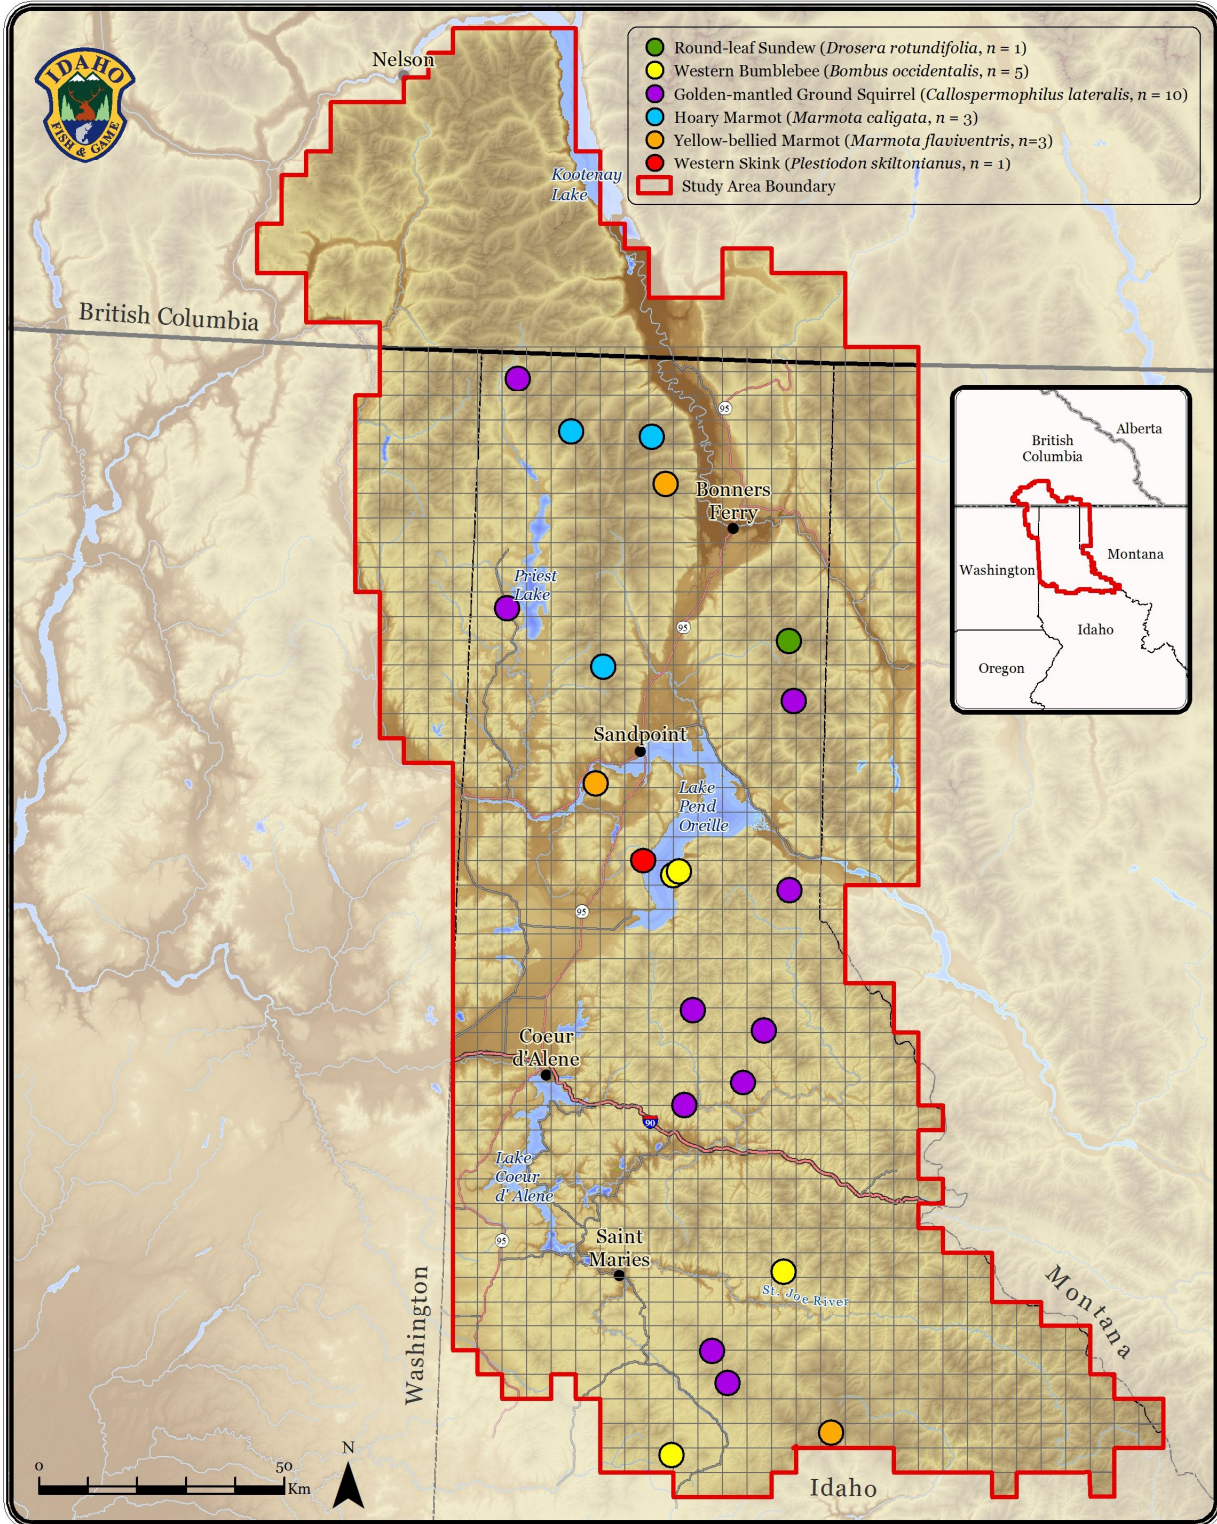 IDAHO
FISH & GAME
Nelson
Round-leaf Sundew (Drosera rotundifolia, n = 1)
Western Bumblebee (Bombus occidentalis, n = 5)
Golden-mantled Ground Squirrel (Callospermophilus lateralis, n = 10)
Hoary Marmot (Marmota caligata, n = 3)
Yellow-bellied Marmot (Marmota flaviventris, n=3)
Western Skink (Plestiodon skiltonianus, n = 1)
Study Area Boundary
Kootenay
Lake
British Columbia
95
Bonners
Ferry
Priest
Lake
95
Sandpoint
Lake
Pend
Oreille
95
Coeur
d'Alene
90
Lake
Coeur
d' Alene
95
Saint
Maries
St. Joe River
Washington
Montana
Idaho
Alberta
British
Columbia
Washington
Montana
Idaho
Oregon
0
50
Km
N